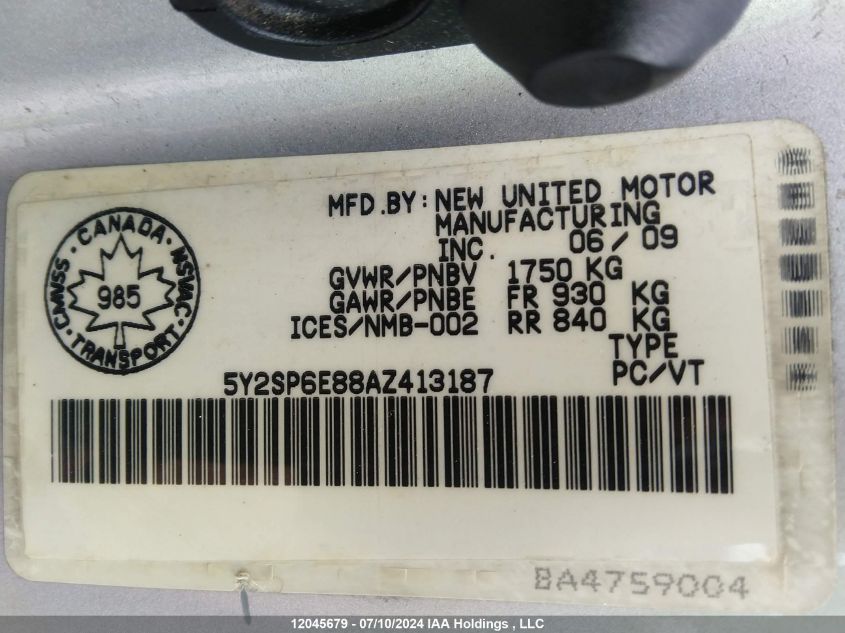 MFD.BY: NEW UNITED MOTOR
MANUFACTURING
INC. 06/09
GVWR/PNBV 1750 KG
GAWR/PNBE FR 930 KG
ICES/NMB-002 RR 840 KG
TYPE
PC/VT
CANADA · NSVAC · TRANSPORT · CMVSS ·
985
5Y2SP6E88AZ413187
BA4759004
12045679 - 07/10/2024 IAA Holdings , LLC